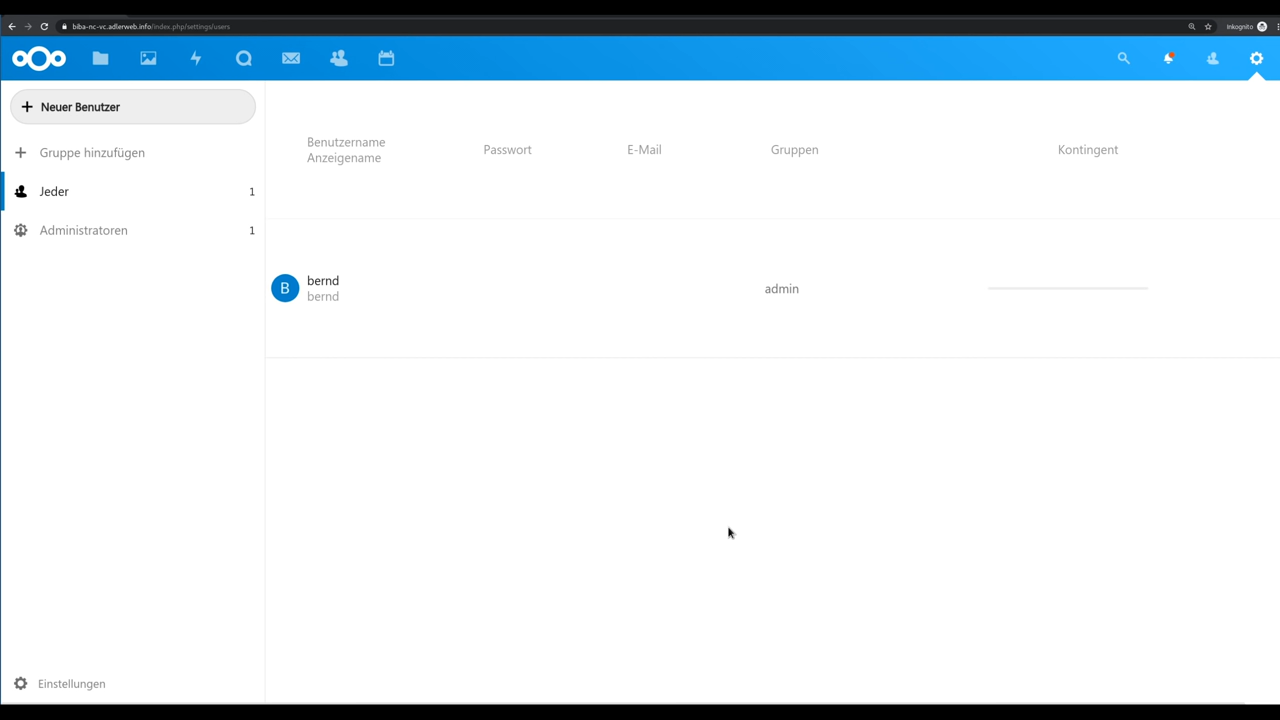 biba-nc-vc.adlerweb.info/index.php/settings/users
Inkognito
Neuer Benutzer
Gruppe hinzufügen
Jeder 1
Administratoren 1
Einstellungen
Benutzername
Anzeigename
Passwort
E-Mail
Gruppen
Kontingent
B
bernd
bernd
admin